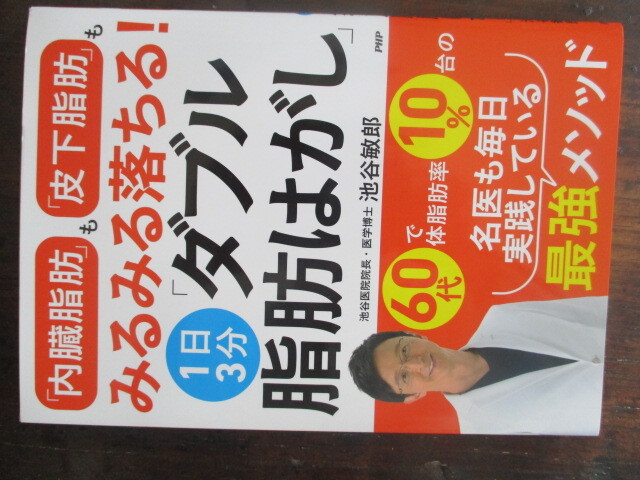 「内臓脂肪」も「皮下脂肪」も
みるみる落ちる！
1日
3分
「ダブル
脂肪はがし」
池谷医院院長・医学博士 池谷敏郎
PHP
60代で
体脂肪率10%台の
名医も毎日
実践している
最強メソッド